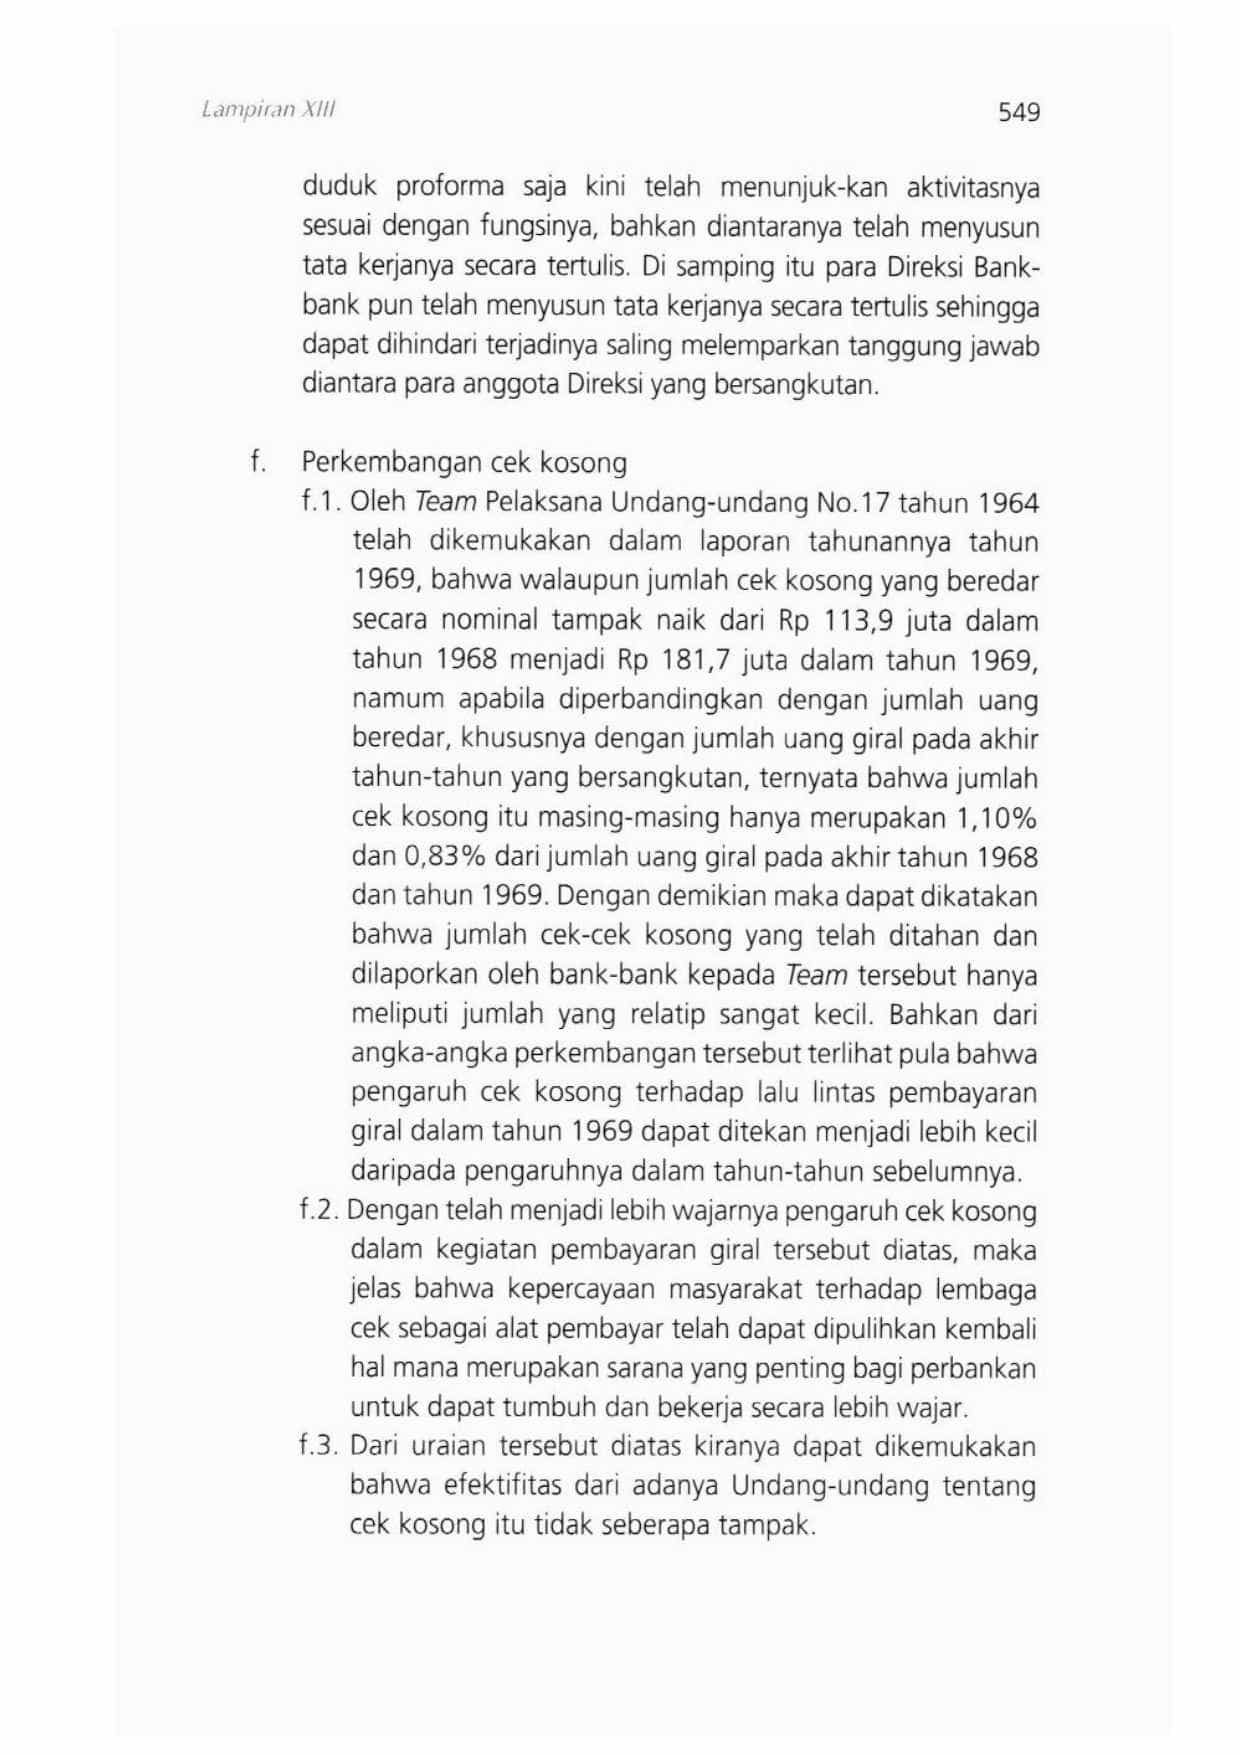 Lampiran XIII
549
duduk proforma saja kini telah menunjuk-kan aktivitasnya
sesuai dengan fungsinya, bahkan diantaranya telah menyusun
tata kerjanya secara tertulis. Di samping itu para Direksi Bank-
bank pun telah menyusun tata kerjanya secara tertulis sehingga
dapat dihindari terjadinya saling melemparkan tanggung jawab
diantara para anggota Direksi yang bersangkutan.
f. Perkembangan cek kosong
f.1. Oleh Team Pelaksana Undang-undang No.17 tahun 1964
telah dikemukakan dalam laporan tahunannya tahun
1969, bahwa walaupun jumlah cek kosong yang beredar
secara nominal tampak naik dari Rp 113,9 juta dalam
tahun 1968 menjadi Rp 181,7 juta dalam tahun 1969,
namum apabila diperbandingkan dengan jumlah uang
beredar, khususnya dengan jumlah uang giral pada akhir
tahun-tahun yang bersangkutan, ternyata bahwa jumlah
cek kosong itu masing-masing hanya merupakan 1,10%
dan 0,83% dari jumlah uang giral pada akhir tahun 1968
dan tahun 1969. Dengan demikian maka dapat dikatakan
bahwa jumlah cek-cek kosong yang telah ditahan dan
dilaporkan oleh bank-bank kepada Team tersebut hanya
meliputi jumlah yang relatip sangat kecil. Bahkan dari
angka-angka perkembangan tersebut terlihat pula bahwa
pengaruh cek kosong terhadap lalu lintas pembayaran
giral dalam tahun 1969 dapat ditekan menjadi lebih kecil
daripada pengaruhnya dalam tahun-tahun sebelumnya.
f.2. Dengan telah menjadi lebih wajarnya pengaruh cek kosong
dalam kegiatan pembayaran giral tersebut diatas, maka
jelas bahwa kepercayaan masyarakat terhadap lembaga
cek sebagai alat pembayar telah dapat dipulihkan kembali
hal mana merupakan sarana yang penting bagi perbankan
untuk dapat tumbuh dan bekerja secara lebih wajar.
f.3. Dari uraian tersebut diatas kiranya dapat dikemukakan
bahwa efektifitas dari adanya Undang-undang tentang
cek kosong itu tidak seberapa tampak.